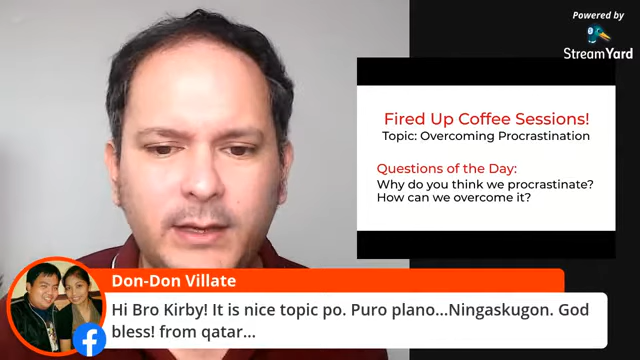 Powered by
StreamYard
Fired Up Coffee Sessions!
Topic: Overcoming Procrastination
Questions of the Day:
Why do you think we procrastinate?
How can we overcome it?
Don-Don Villate
Hi Bro Kirby! It is nice topic po. Puro plano...Ningaskugon. God
bless! from qatar...